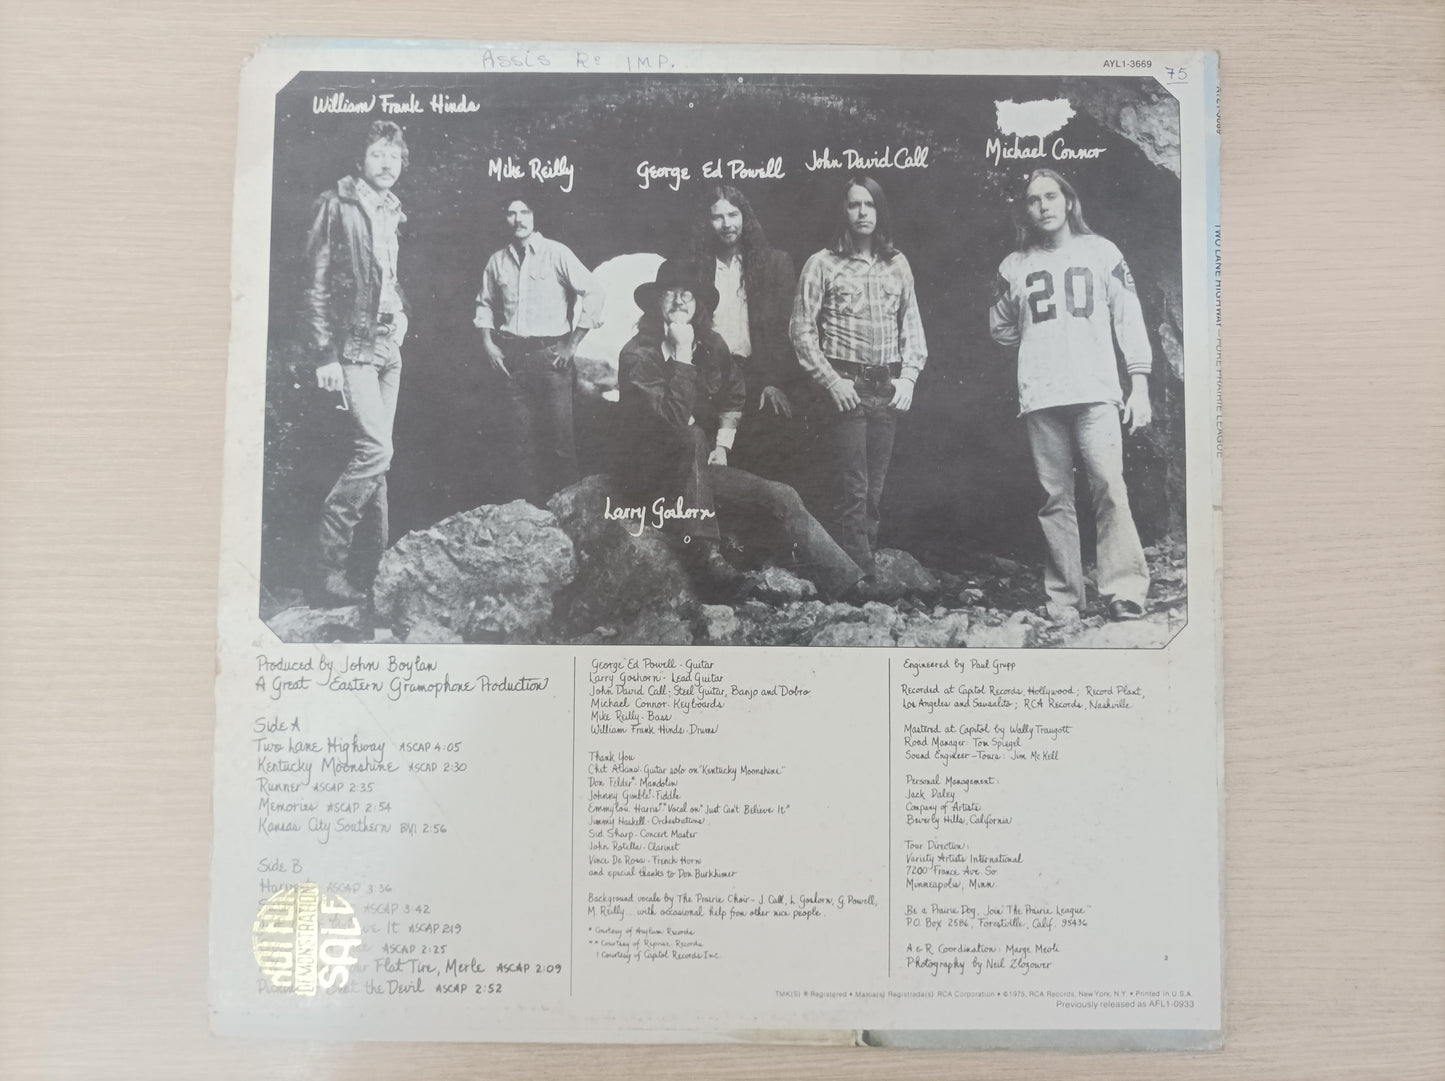 Assis Rº IMP.
AYL1-3669
75
TWO LANE HIGHWAY—PURE PRAIRIE LEAGUE
William Frank Hinds
Mike Reilly
George Ed Powell
John David Call
Michael Connor
20
Larry Goshorn
Produced by John Boylan
A Great Eastern Gramophone Production
Side A
Two Lane Highway ASCAP 4:05
Kentucky Moonshine ASCAP 2:30
Runner ASCAP 2:35
Memories ASCAP 2:54
Kansas City Southern BMI 2:56
Side B
ASCAP 3:36
ASCAP 3:42
It ASCAP 2:19
ASCAP 2:25
Flat Tire, Merle ASCAP 2:09
the Devil ASCAP 2:52
NOT FOR
DEMONSTRATION
SALE
George Ed Powell - Guitar
Larry Goshorn - Lead Guitar
John David Call - Steel Guitar, Banjo and Dobro
Michael Connor - Keyboards
Mike Reilly - Bass
William Frank Hinds - Drums
Thank You
Chet Atkins - Guitar solo on "Kentucky Moonshine"
Don Felder* - Mandolin
Johnny Gimble! - Fiddle
Emmylou Harris** Vocal on "Just Can't Believe It"
Jimmy Haskell - Orchestrations
Sid Sharp - Concert Master
John Rotella - Clarinet
Vince De Rosa - French Horn
and special thanks to Don Burkhimer
Background vocals by The Prairie Choir - J Call, L Goshorn, G Powell,
M Reilly... with occasional help from other nice people.
* Courtesy of Asylum Records
** Courtesy of Reprise Records
! Courtesy of Capitol Records Inc.
Engineered by Paul Grupp
Recorded at Capitol Records, Hollywood; Record Plant,
Los Angeles and Sausalito; RCA Records, Nashville
Mastered at Capitol by Wally Traugott
Road Manager: Tom Spiegel
Sound Engineer - Tours: Jim McKell
Personal Management:
Jack Daley
Company of Artists
Beverly Hills, California
Tour Direction:
Variety Artists International
7200 France Ave. So.
Minneapolis, Minn.
Be a Prairie Dog, Join "The Prairie League"
P.O. Box 2586, Forestville, Calif. 95436
A & R Coordination: Marge Meoli
Photography by Neil Zlozower
2
TMK(S) ® Registered • Marca(s) Registrada(s) RCA Corporation • ©1975, RCA Records, New York, N.Y. • Printed in U.S.A.
Previously released as AFL1-0933